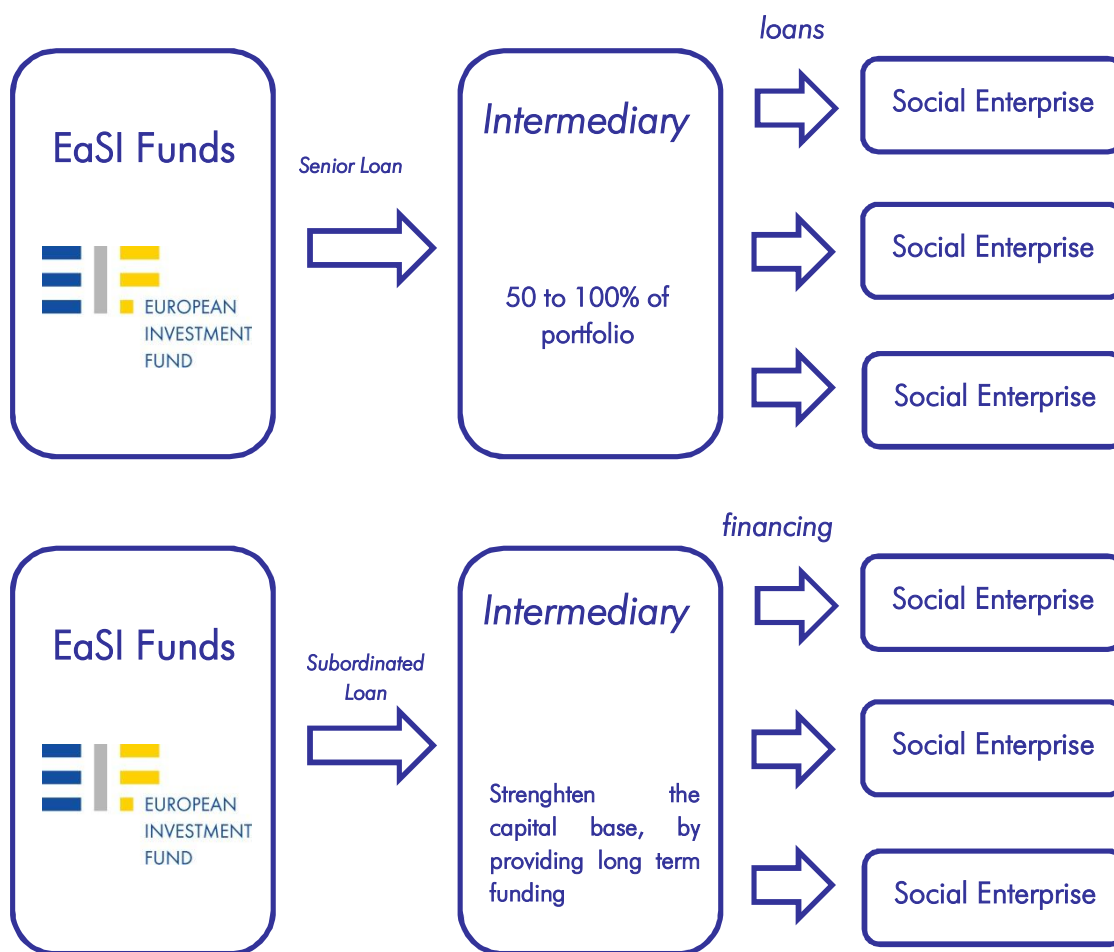 loans
EaSI Funds
EUROPEAN
INVESTMENT
FUND
Senior Loan
Intermediary
50 to 100% of
portfolio
Social Enterprise
Social Enterprise
Social Enterprise
financing
EaSI Funds
EUROPEAN
INVESTMENT
FUND
Subordinated
Loan
Intermediary
Strenghten the
capital base, by
providing long term
funding
Social Enterprise
Social Enterprise
Social Enterprise